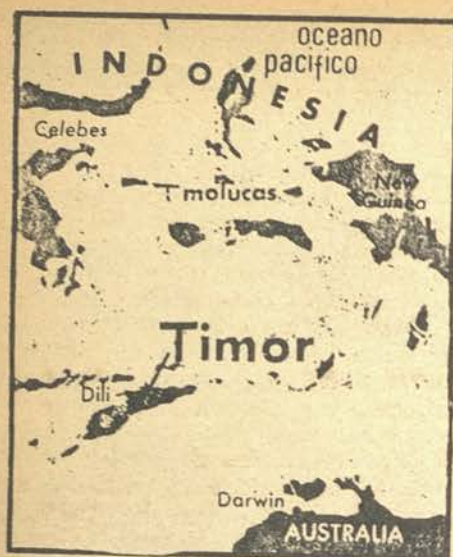 oceano
pacifico
INDONESIA
Celebes
I molucas
New
Guinea
Timor
Dili
Darwin
AUSTRALIA